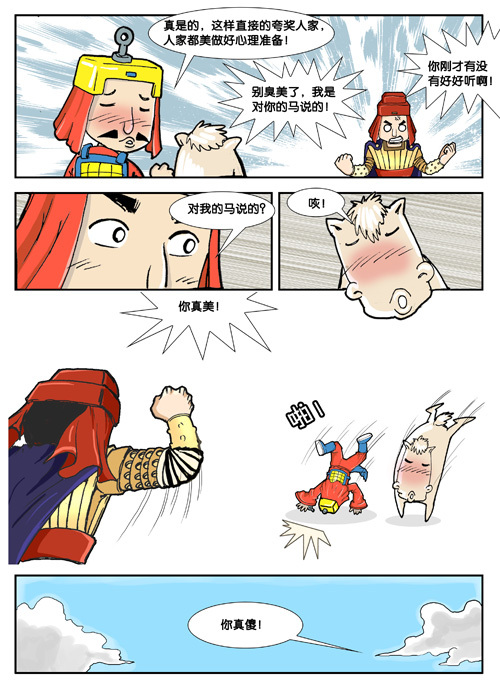 真是的，这样直接的夸奖人家，
人家都美做好心理准备！
别臭美了，我是
对你的马说的！
你刚才有没
有好好听啊！
对我的马说的？
咳！
你真美！
啪！
你真傻！